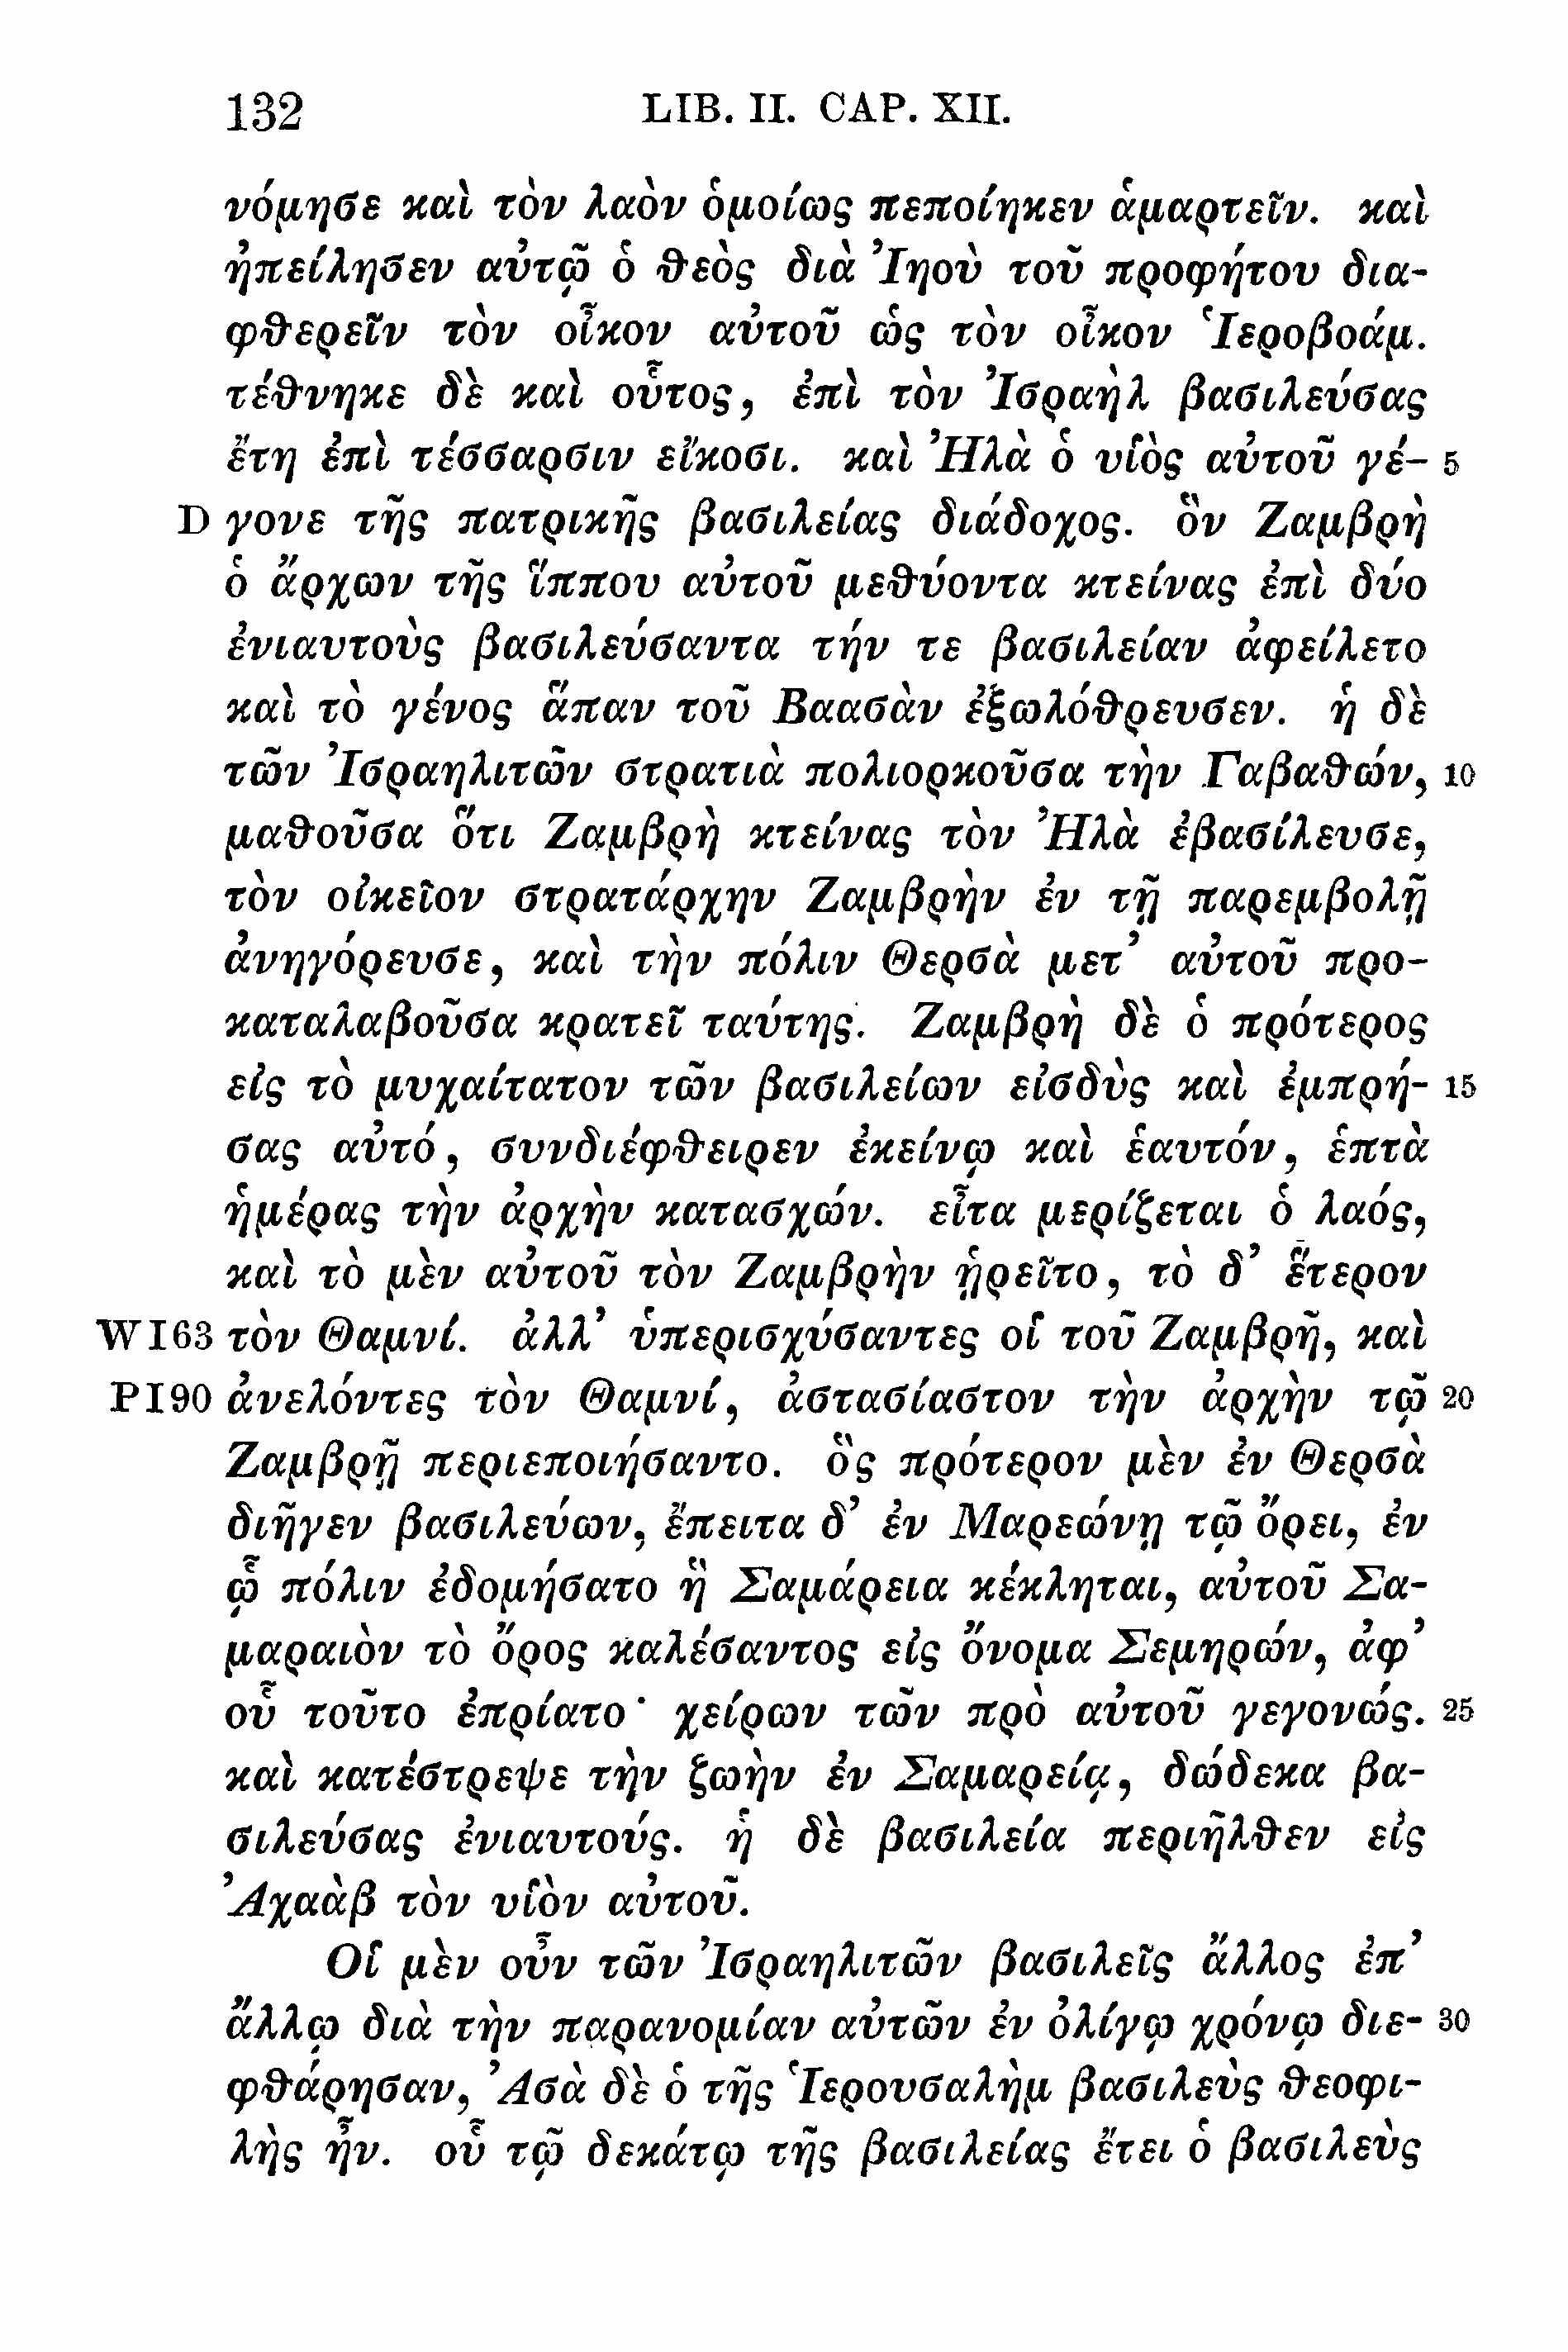 132 LIB. II. CAP. XII.
νόμησε καὶ τὸν λαὸν ὁμοίως πεποίηκεν ἁμαρτεῖν. καὶ
ἠπείλησεν αὐτῷ ὁ θεὸς διὰ Ἰηοὺ τοῦ προφήτου δια-
φθερεῖν τὸν οἶκον αὐτοῦ ὡς τὸν οἶκον Ἱεροβοάμ.
τέθνηκε δὲ καὶ οὗτος, ἐπὶ τὸν Ἰσραὴλ βασιλεύσας
ἔτη ἐπὶ τέσσαρσιν εἴκοσι. καὶ Ἠλὰ ὁ υἱὸς αὐτοῦ γέ- 5
D γονε τῆς πατρικῆς βασιλείας διάδοχος. ὃν Ζαμβρὴ
ὁ ἄρχων τῆς ἵππου αὐτοῦ μεθύοντα κτείνας ἐπὶ δύο
ἐνιαυτοὺς βασιλεύσαντα τήν τε βασιλείαν ἀφείλετο
καὶ τὸ γένος ἅπαν τοῦ Βαασὰν ἐξωλόθρευσεν. ἡ δὲ
τῶν Ἰσραηλιτῶν στρατιὰ πολιορκοῦσα τὴν Γαβαθών, 10
μαθοῦσα ὅτι Ζαμβρὴ κτείνας τὸν Ἠλὰ ἐβασίλευσε,
τὸν οἰκεῖον στρατάρχην Ζαμβρὴν ἐν τῇ παρεμβολῇ
ἀνηγόρευσε, καὶ τὴν πόλιν Θερσὰ μετ᾽ αὐτοῦ προ-
καταλαβοῦσα κρατεῖ ταύτης. Ζαμβρὴ δὲ ὁ πρότερος
εἰς τὸ μυχαίτατον τῶν βασιλείων εἰσδὺς καὶ ἐμπρή- 15
σας αὐτό, συνδιέφθειρεν ἐκείνῳ καὶ ἑαυτόν, ἑπτὰ
ἡμέρας τὴν ἀρχὴν κατασχών. εἶτα μερίζεται ὁ λαός,
καὶ τὸ μὲν αὐτοῦ τὸν Ζαμβρὴν ᾑρεῖτο, τὸ δ᾽ ἕτερον
WI63 τὸν Θαμνί. ἀλλ᾽ ὑπερισχύσαντες οἱ τοῦ Ζαμβρῆ, καὶ
PI90 ἀνελόντες τὸν Θαμνί, ἀστασίαστον τὴν ἀρχὴν τῷ 20
Ζαμβρῇ περιεποιήσαντο. ὃς πρότερον μὲν ἐν Θερσὰ
διῆγεν βασιλεύων, ἔπειτα δ᾽ ἐν Μαρεώνῃ τῷ ὄρει, ἐν
ᾧ πόλιν ἐδομήσατο ἣ Σαμάρεια κέκληται, αὐτοῦ Σα-
μαραιὸν τὸ ὄρος καλέσαντος εἰς ὄνομα Σεμηρών, ἀφ᾽
οὗ τοῦτο ἐπρίατο· χείρων τῶν πρὸ αὐτοῦ γεγονώς. 25
καὶ κατέστρεψε τὴν ζωὴν ἐν Σαμαρείᾳ, δώδεκα βα-
σιλεύσας ἐνιαυτούς. ἡ δὲ βασιλεία περιῆλθεν εἰς
Ἀχαὰβ τὸν υἱὸν αὐτοῦ.
Οἱ μὲν οὖν τῶν Ἰσραηλιτῶν βασιλεῖς ἄλλος ἐπ᾽
ἄλλῳ διὰ τὴν παρανομίαν αὐτῶν ἐν ὀλίγῳ χρόνῳ διε- 30
φθάρησαν, Ἀσὰ δὲ ὁ τῆς Ἱερουσαλὴμ βασιλεὺς θεοφι-
λὴς ἦν. οὗ τῷ δεκάτῳ τῆς βασιλείας ἔτει ὁ βασιλεὺς